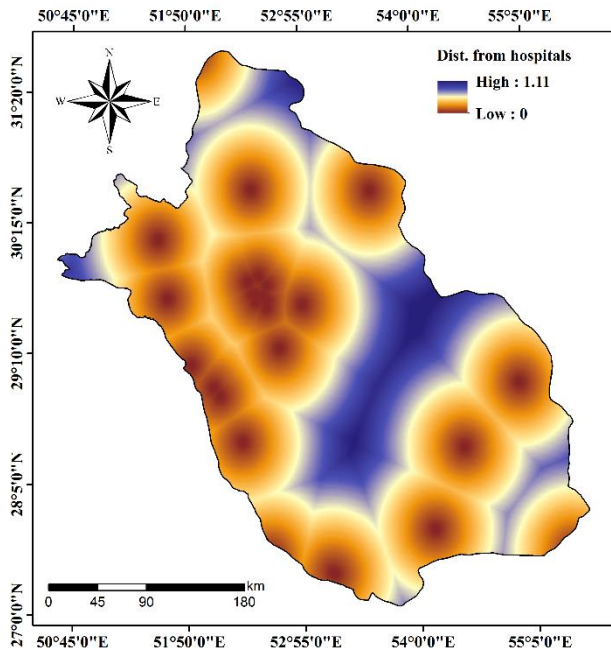 50°45'0"E 51°50'0"E 52°55'0"E 54°0'0"E 55°5'0"E
N
W E
S
Dist. from hospitals
High : 1.11
Low : 0
31°20'0"N
30°15'0"N
29°10'0"N
28°5'0"N
27°0'0"N
km
0 45 90 180
50°45'0"E 51°50'0"E 52°55'0"E 54°0'0"E 55°5'0"E